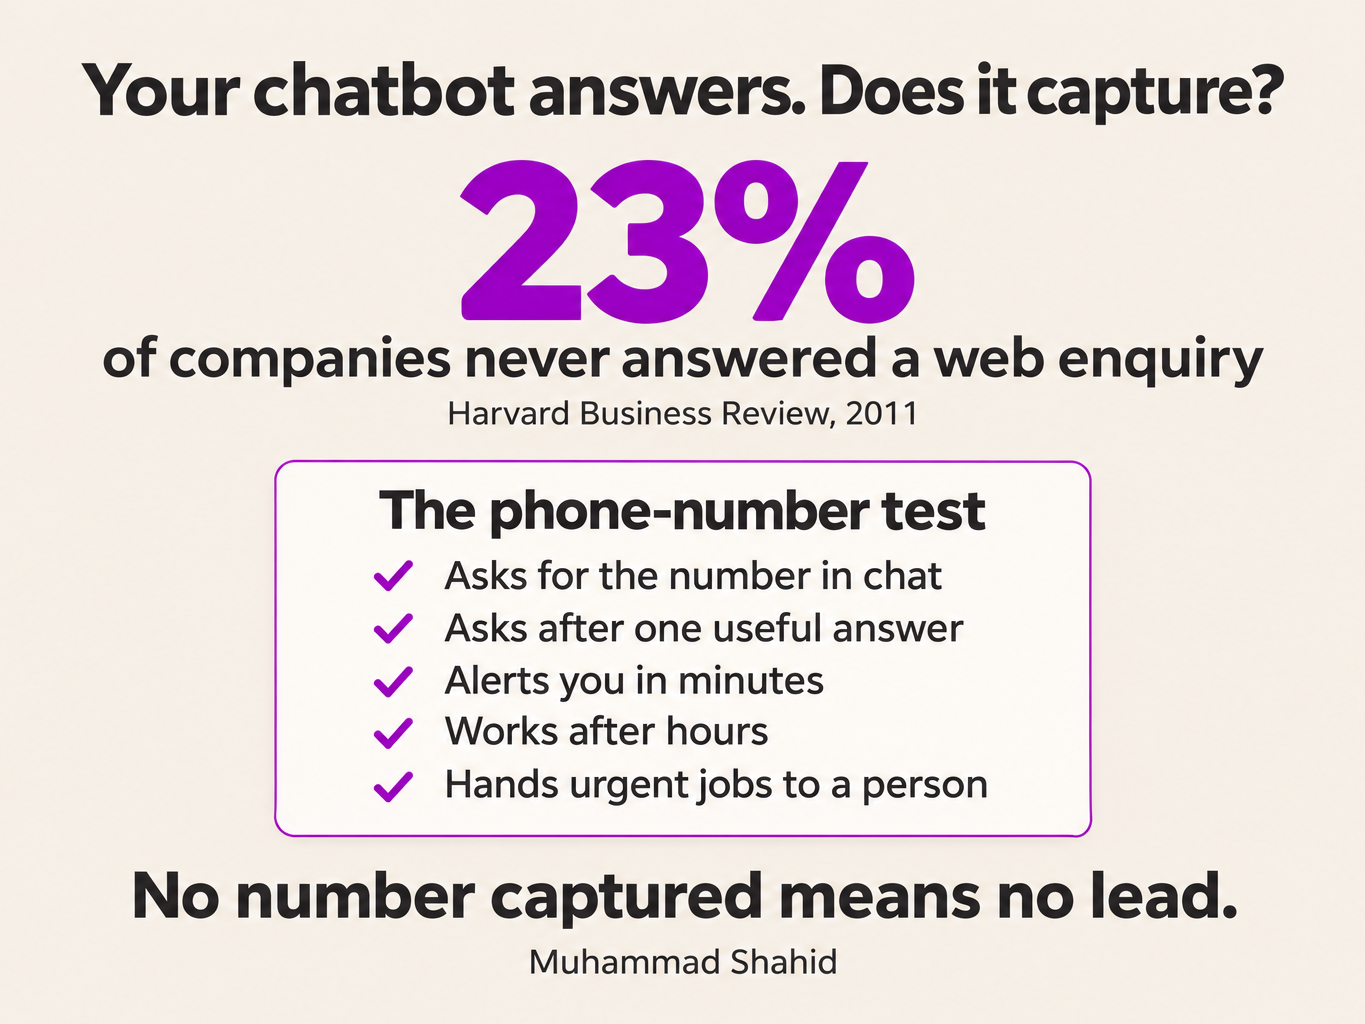 Your chatbot answers. Does it capture?
23%
of companies never answered a web enquiry
Harvard Business Review, 2011
The phone-number test
Asks for the number in chat
Asks after one useful answer
Alerts you in minutes
Works after hours
Hands urgent jobs to a person
No number captured means no lead.
Muhammad Shahid